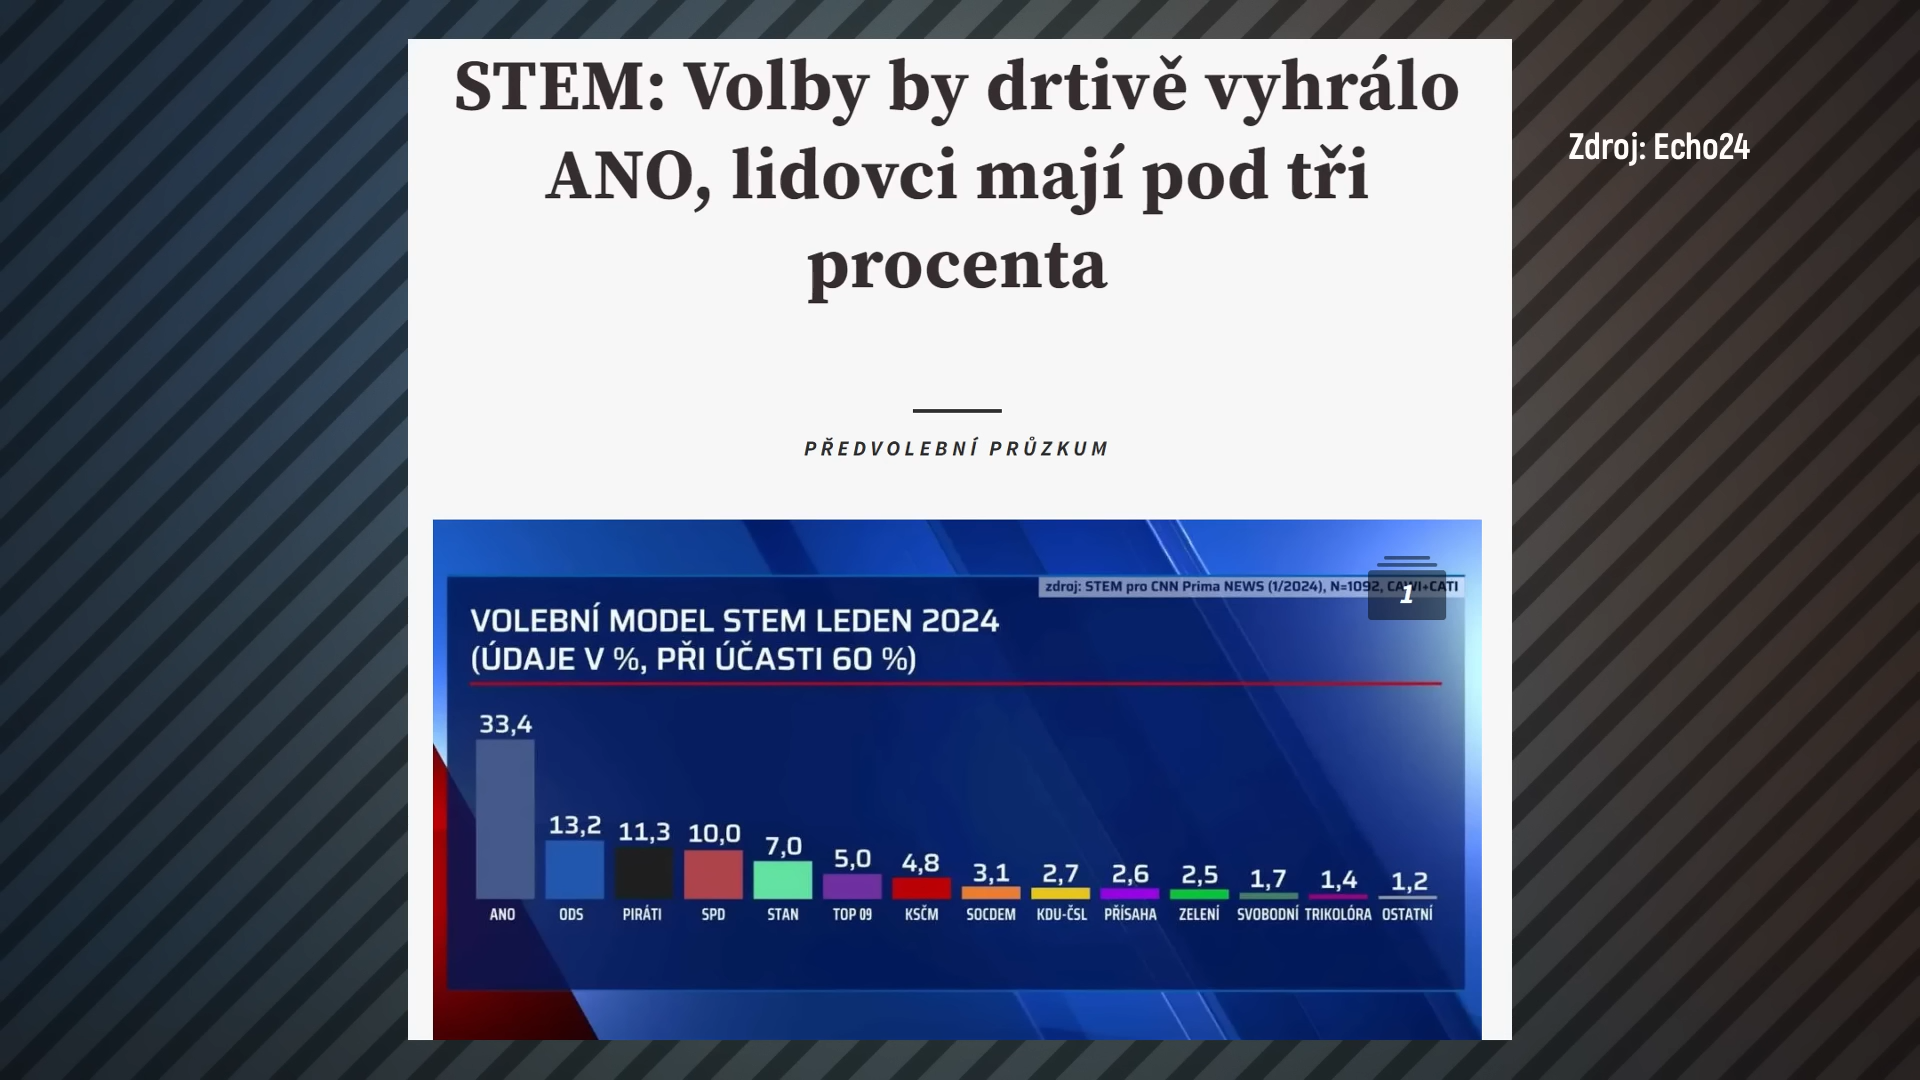 STEM: Volby by drtivě vyhrálo
ANO, lidovci mají pod tři
procenta
Zdroj: Echo24
PŘEDVOLEBNÍ PRŮZKUM
zdroj: STEM pro CNN Prima NEWS (1/2024), N=1092, CAWI+CATI
1
VOLEBNÍ MODEL STEM LEDEN 2024
(ÚDAJE V %, PŘI ÚČASTI 60 %)
33,4 13,2 11,3 10,0 7,0 5,0 4,8 3,1 2,7 2,6 2,5 1,7 1,4 1,2
ANO ODS PIRÁTI SPD STAN TOP 09 KSČM SOCDEM KDU-ČSL PŘÍSAHA ZELENÍ SVOBODNÍ TRIKOLÓRA OSTATNÍ